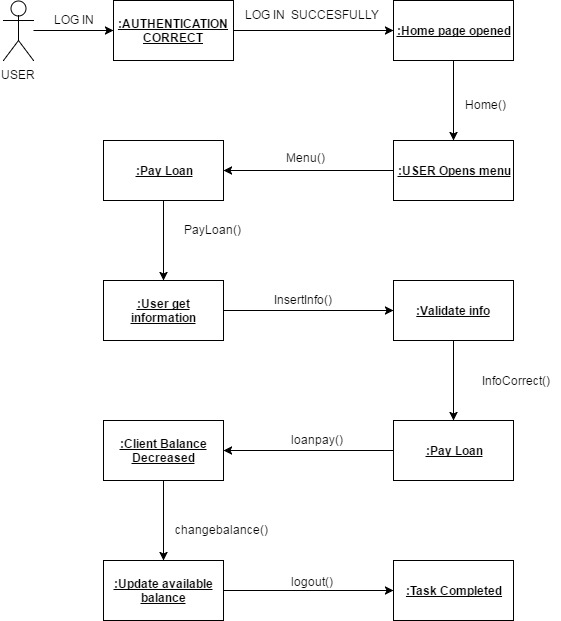 LOG IN
:AUTHENTICATION
CORRECT
LOG IN  SUCCESFULLY
:Home page opened
USER
Home()
:Pay Loan
Menu()
:USER Opens menu
PayLoan()
:User get
information
InsertInfo()
:Validate info
InfoCorrect()
:Client Balance
Decreased
loanpay()
:Pay Loan
changebalance()
:Update available
balance
logout()
:Task Completed